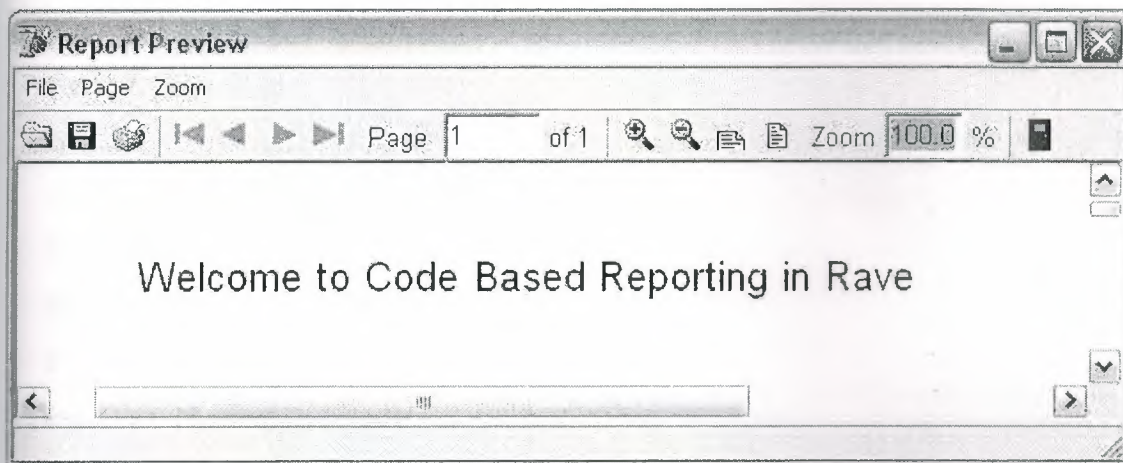 Report Preview
File Page Zoom
Page 1 of 1 Zoom 100.0 %
Welcome to Code Based Reporting in Rave